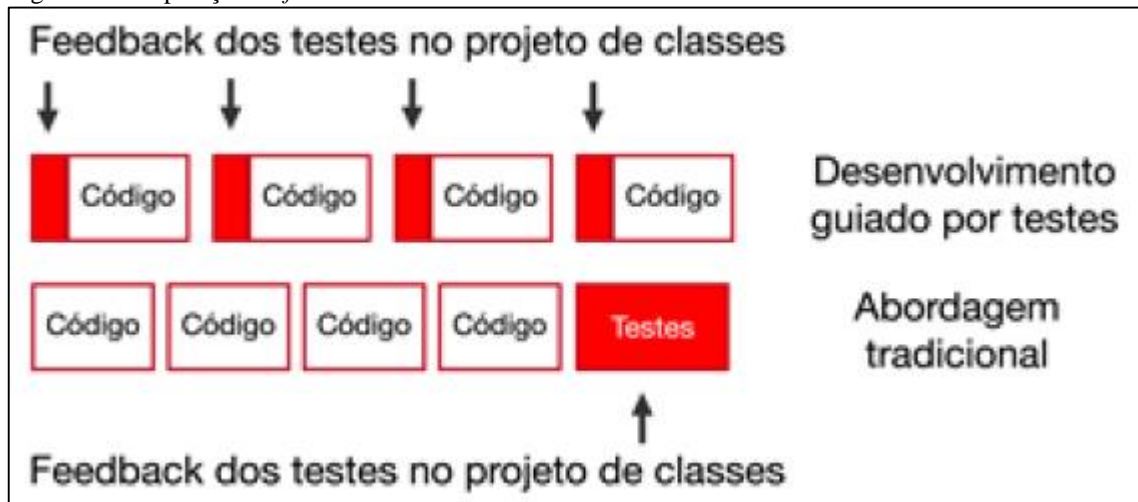 Feedback dos testes no projeto de classes
Código Código Código Código
Desenvolvimento
guiado por testes
Código Código Código Código Testes
Abordagem
tradicional
Feedback dos testes no projeto de classes